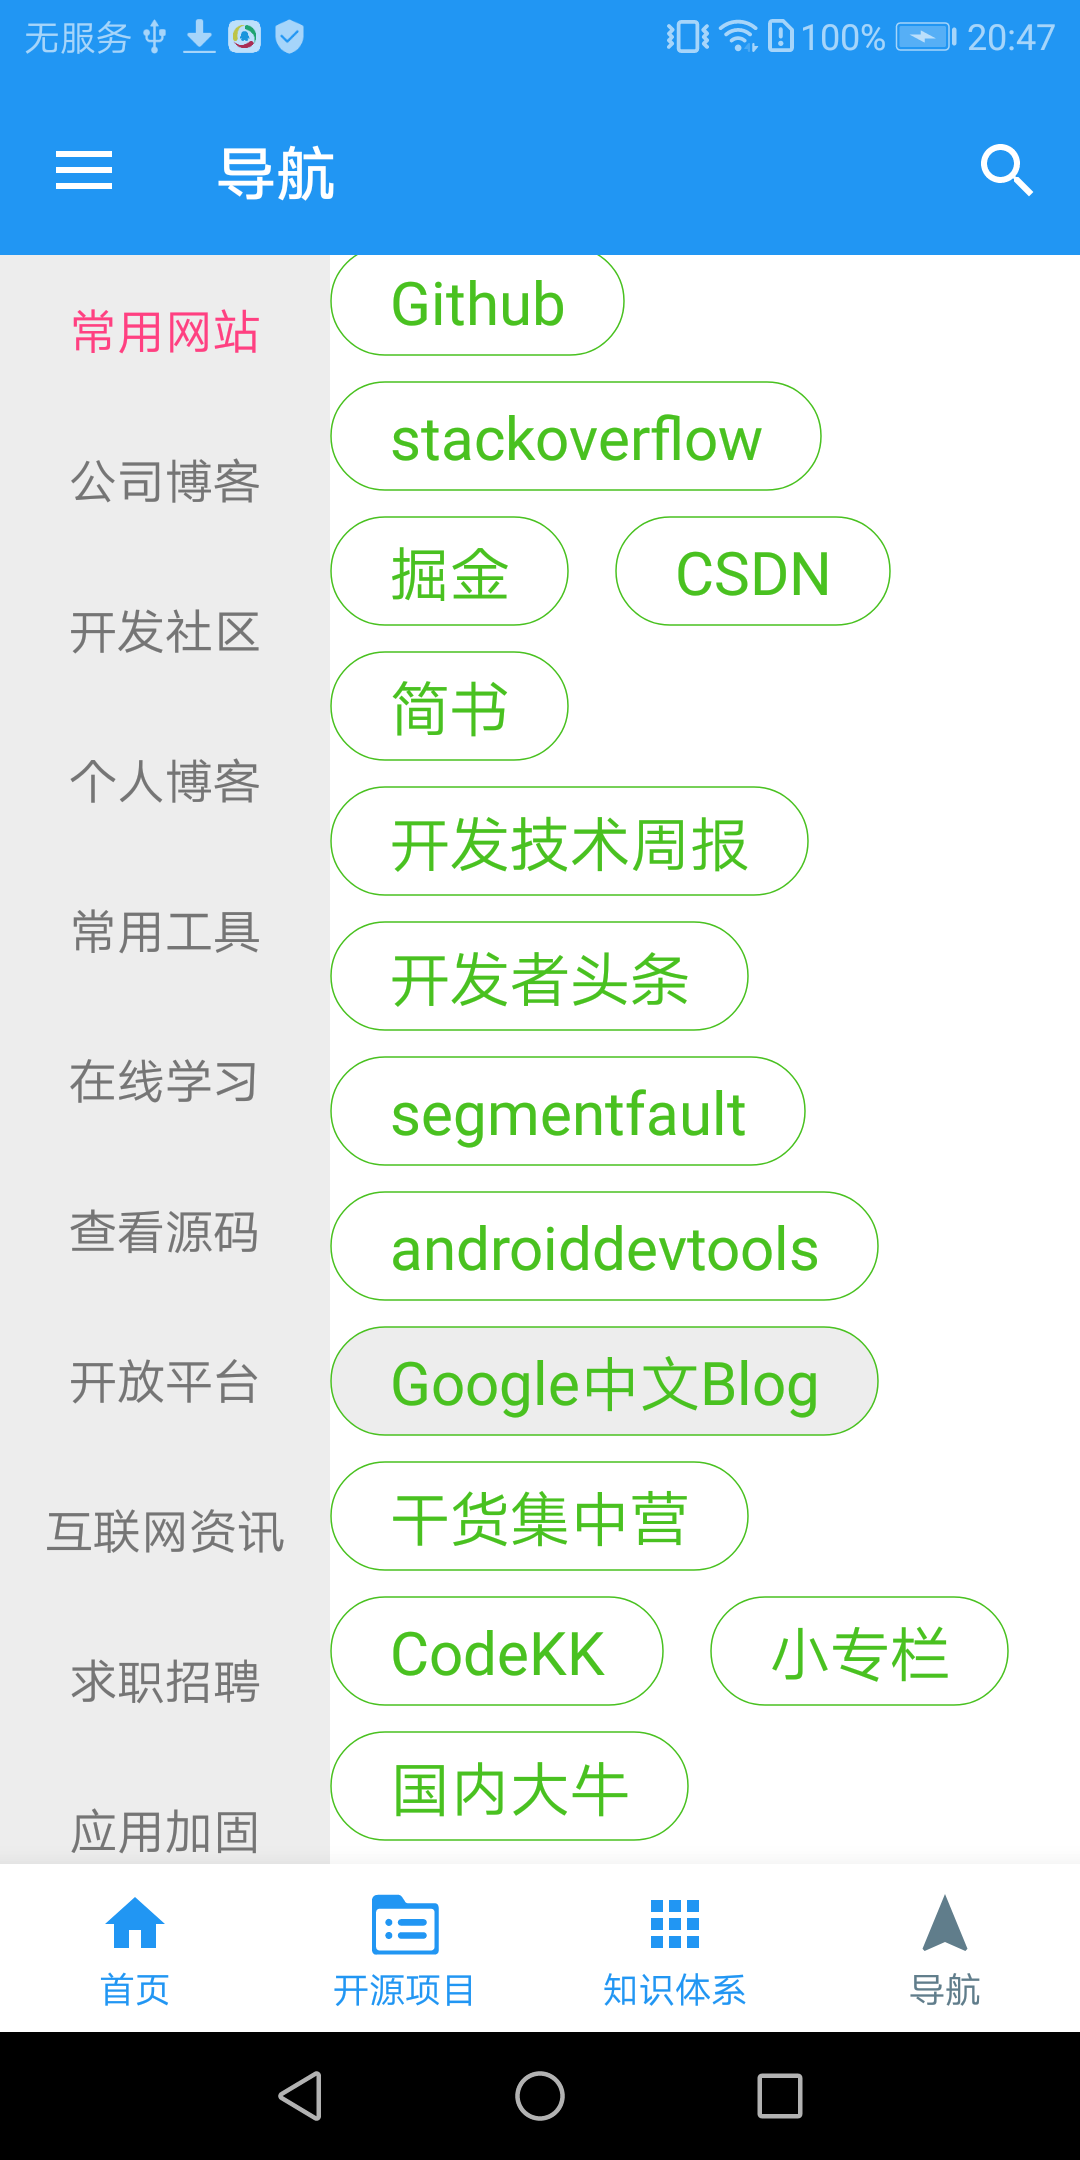 无服务 100% 20:47
导航
常用网站
公司博客
开发社区
个人博客
常用工具
在线学习
查看源码
开放平台
互联网资讯
求职招聘
应用加固
Github
stackoverflow
掘金 CSDN
简书
开发技术周报
开发者头条
segmentfault
androiddevtools
Google中文Blog
干货集中营
CodeKK 小专栏
国内大牛
首页 开源项目 知识体系 导航